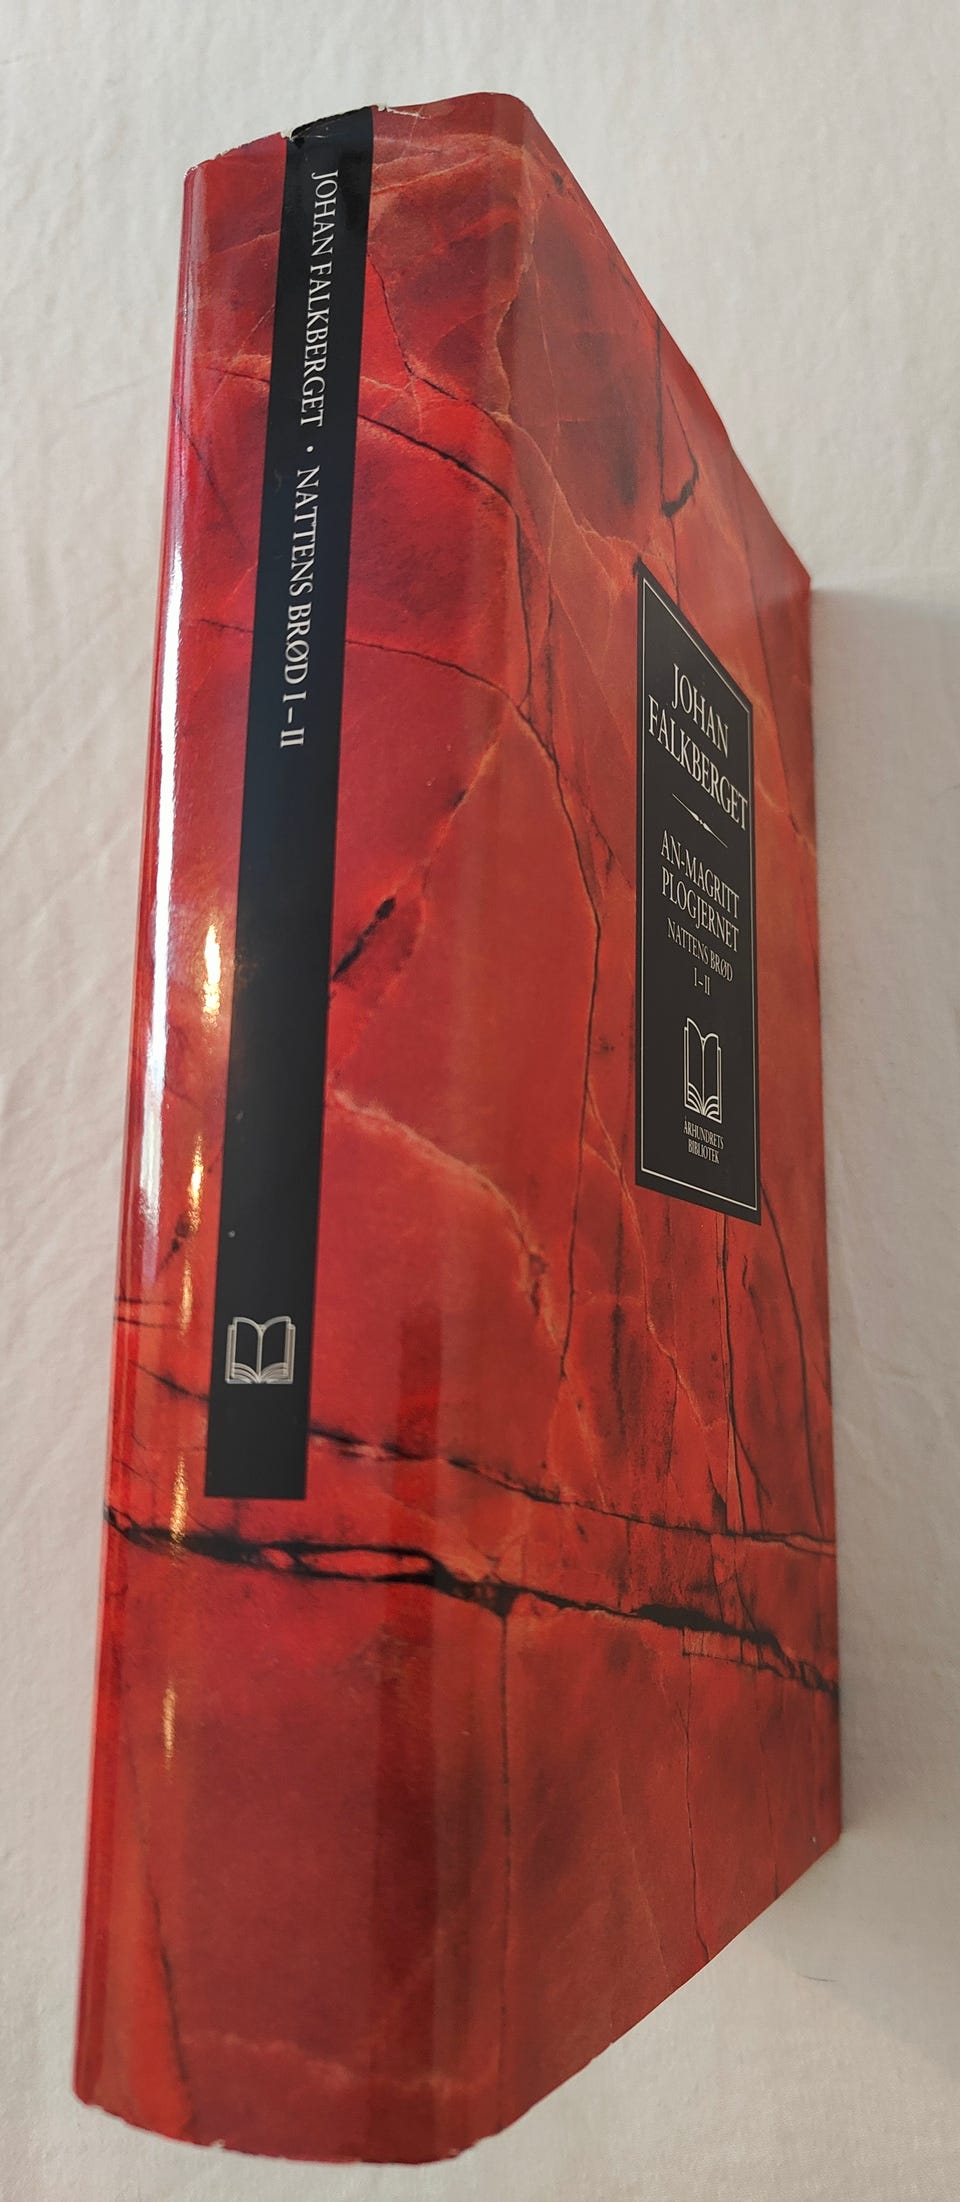 JOHAN FALKBERGET • NATTENS BRØD I – II
JOHAN
FALKBERGET
AN-MAGRITT
PLOGJERNET
NATTENS BRØD
I – II
ÅRHUNDRETS
BIBLIOTEK